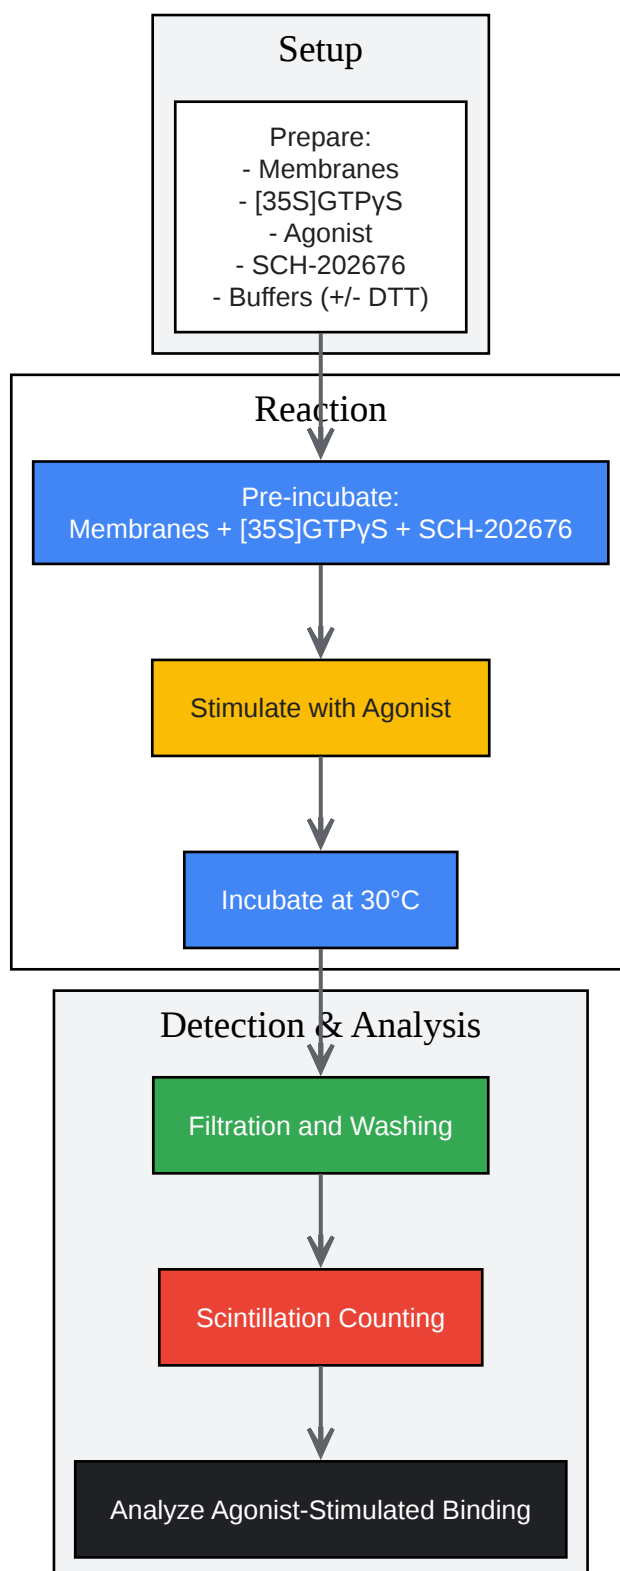 Setup
Prepare:
- Membranes
- [35S]GTPγS
- Agonist
- SCH-202676
- Buffers (+/- DTT)
Reaction
Pre-incubate:
Membranes + [35S]GTPγS + SCH-202676
Stimulate with Agonist
Incubate at 30°C
Detection & Analysis
Filtration and Washing
Scintillation Counting
Analyze Agonist-Stimulated Binding